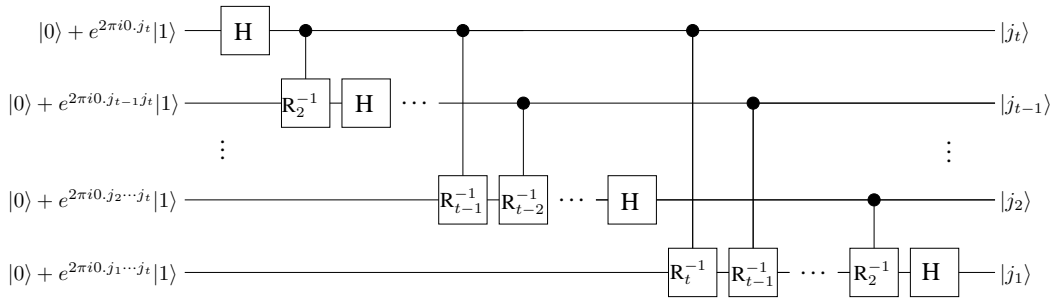 |0⟩ + e^{2πi0.j_t}|1⟩ H |j_t⟩
|0⟩ + e^{2πi0.j_{t−1}j_t}|1⟩ R_2^{−1} H ⋯ |j_{t−1}⟩
⋮ ⋮
|0⟩ + e^{2πi0.j_2⋯j_t}|1⟩ R_{t−1}^{−1} R_{t−2}^{−1} ⋯ H |j_2⟩
|0⟩ + e^{2πi0.j_1⋯j_t}|1⟩ R_t^{−1} R_{t−1}^{−1} ⋯ R_2^{−1} H |j_1⟩